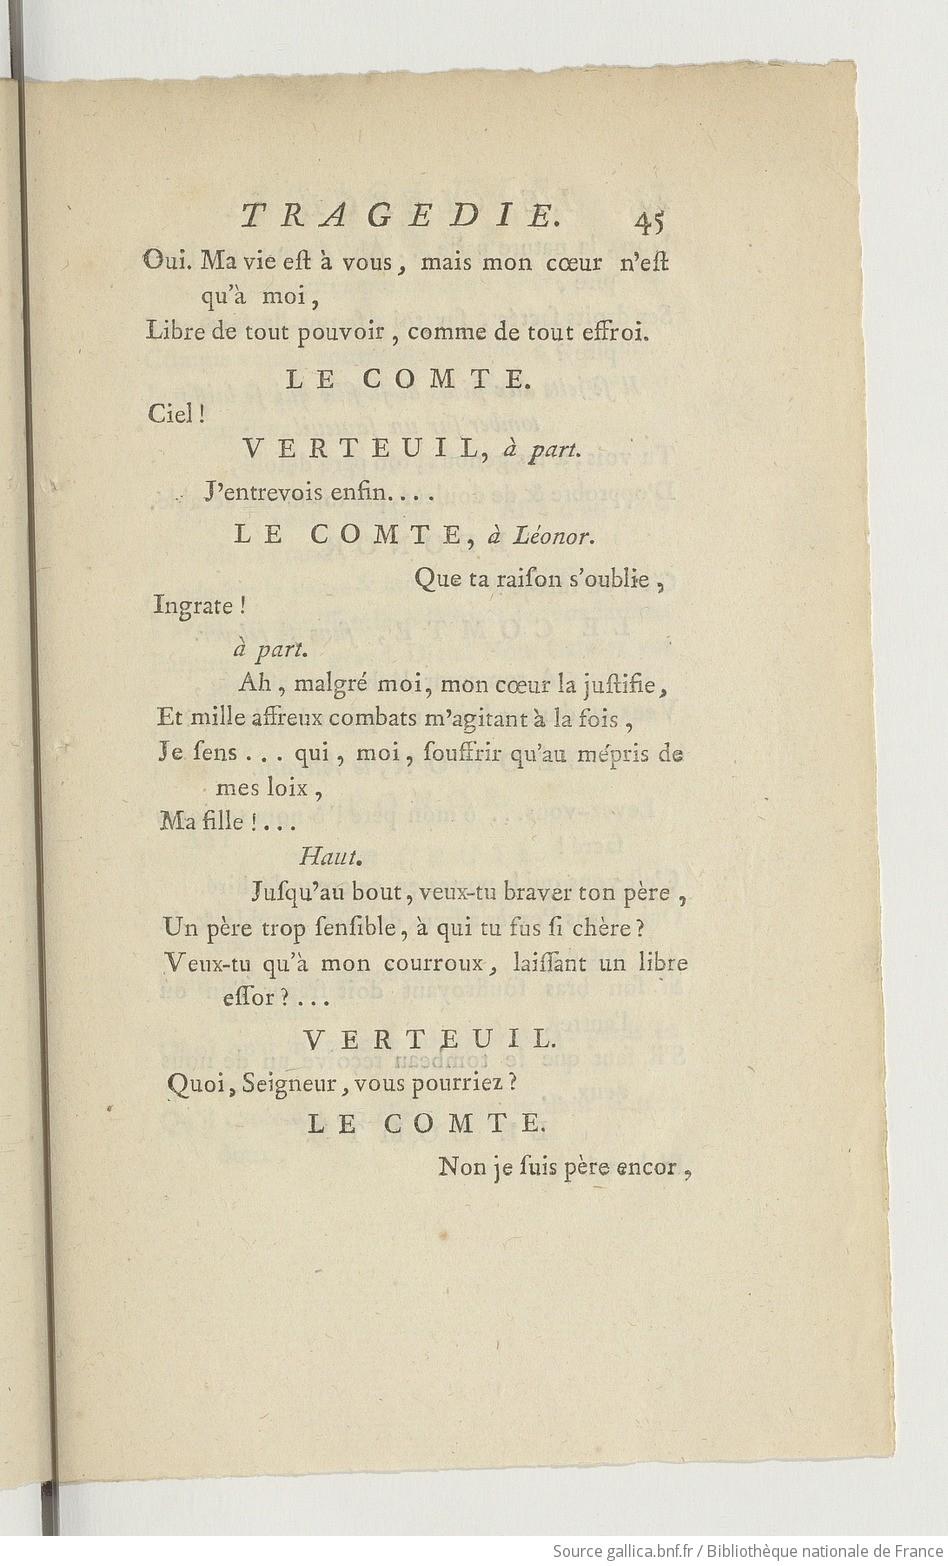 TRAGEDIE. 45
Oui. Ma vie eſt à vous, mais mon cœur n'eſt
qu'à moi,
Libre de tout pouvoir, comme de tout effroi.
LE COMTE.
Ciel !
VERTEUIL, à part.
J'entrevois enfin....
LE COMTE, à Léonor.
Que ta raiſon s'oublie,
Ingrate !
à part.
Ah, malgré moi, mon cœur la juſtifie,
Et mille affreux combats m'agitant à la fois,
Je ſens... qui, moi, ſouffrir qu'au mépris de
mes loix,
Ma fille !...
Haut.
Juſqu'au bout, veux-tu braver ton père,
Un père trop ſenſible, à qui tu fus ſi chère ?
Veux-tu qu'à mon courroux, laiſſant un libre
eſſor ?...
VERTEUIL.
Quoi, Seigneur, vous pourriez ?
LE COMTE.
Non je ſuis père encor,
Source gallica.bnf.fr / Bibliothèque nationale de France